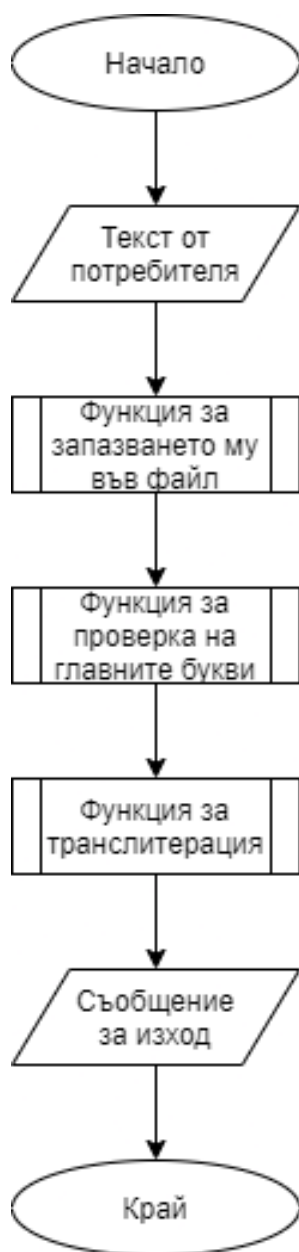 Начало
Текст от
потребителя
Функция за
запазването му
във файл
Функция за
проверка на
главните букви
Функция за
транслитерация
Съобщение
за изход
Край